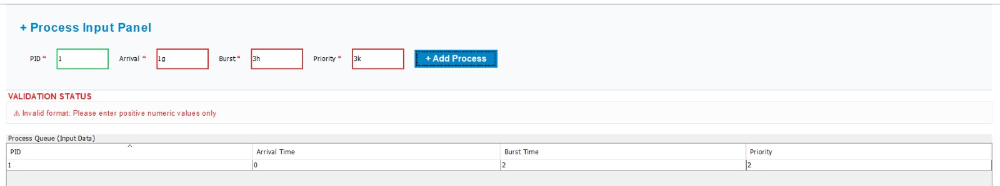 + Process Input Panel
PID * 1 Arrival * 1g Burst * 3h Priority * 3k + Add Process
VALIDATION STATUS
⚠ Invalid format: Please enter positive numeric values only
Process Queue (Input Data)
PID Arrival Time Burst Time Priority
1 0 2 2